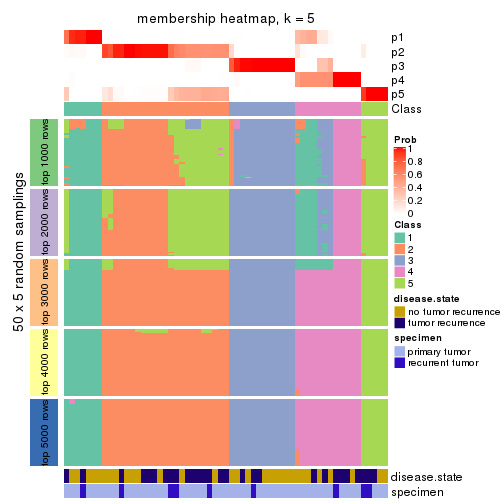 membership heatmap, k = 5
p1
p2
p3
p4
p5
Class
50 x 5 random samplings
top 1000 rows
top 2000 rows
top 3000 rows
top 4000 rows
top 5000 rows
disease.state
specimen
Prob
1
0.8
0.6
0.4
0.2
0
Class
1
2
3
4
5
disease.state
no tumor recurrence
tumor recurrence
specimen
primary tumor
recurrent tumor